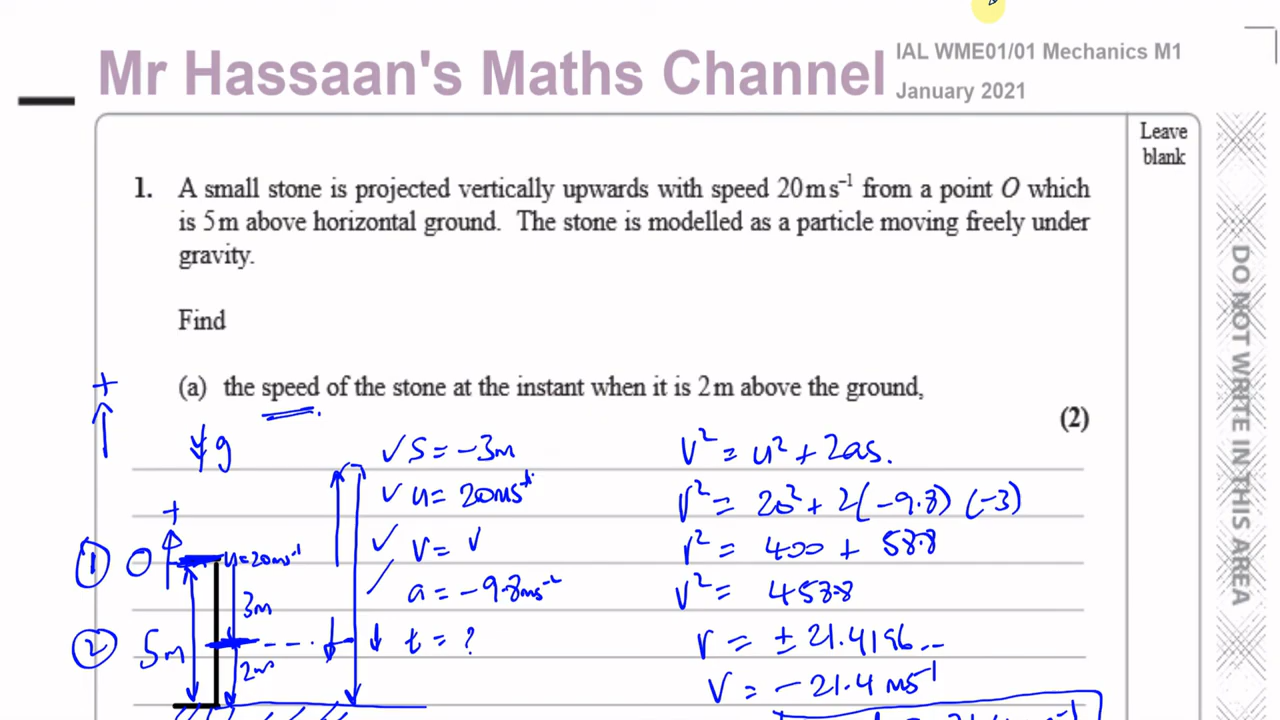 Mr Hassaan's Maths Channel
IAL WME01/01 Mechanics M1
January 2021
Leave
blank
1. A small stone is projected vertically upwards with speed 20 m s⁻¹ from a point O which
is 5 m above horizontal ground. The stone is modelled as a particle moving freely under
gravity.
Find
(a) the speed of the stone at the instant when it is 2 m above the ground,
(2)
+
↓g
✓ s = -3m
✓ u = 20ms⁻¹
✓ v = v
a = -9.8ms⁻²
t = ?
+
① O
u=20ms⁻¹
3m
② 5m
2m
v² = u² + 2as.
v² = 20² + 2(-9.8)(-3)
v² = 400 + 58.8
v² = 458.8
v = ± 21.4196...
v = -21.4 ms⁻¹
DO NOT WRITE IN THIS AREA